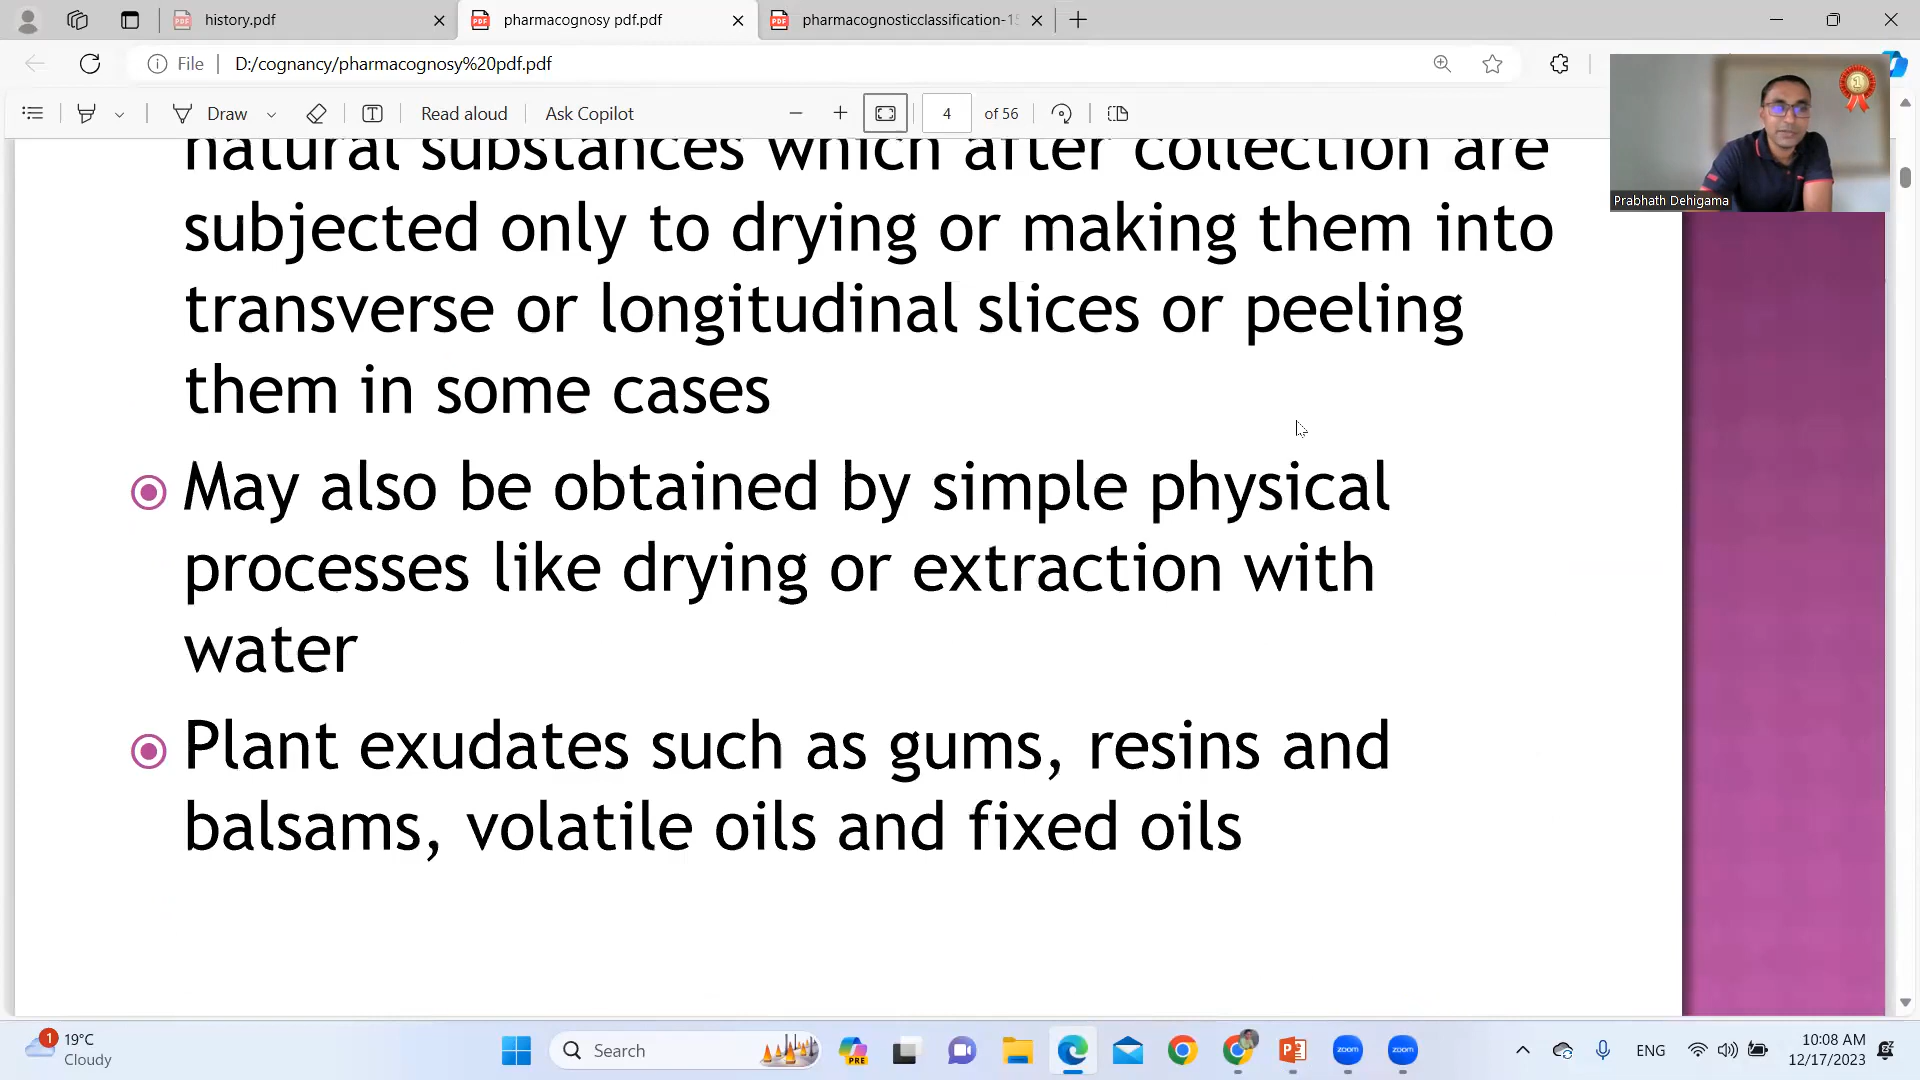 history.pdf
pharmacognosy pdf.pdf
pharmacognosticclassification-1
File
D:/cognancy/pharmacognosy%20pdf.pdf
Draw
Read aloud
Ask Copilot
4
of 56
Prabhath Dehigama
natural substances which after collection are
subjected only to drying or making them into
transverse or longitudinal slices or peeling
them in some cases
May also be obtained by simple physical
processes like drying or extraction with
water
Plant exudates such as gums, resins and
balsams, volatile oils and fixed oils
1
19°C
Cloudy
Search
PRE
zoom
zoom
ENG
10:08 AM
12/17/2023